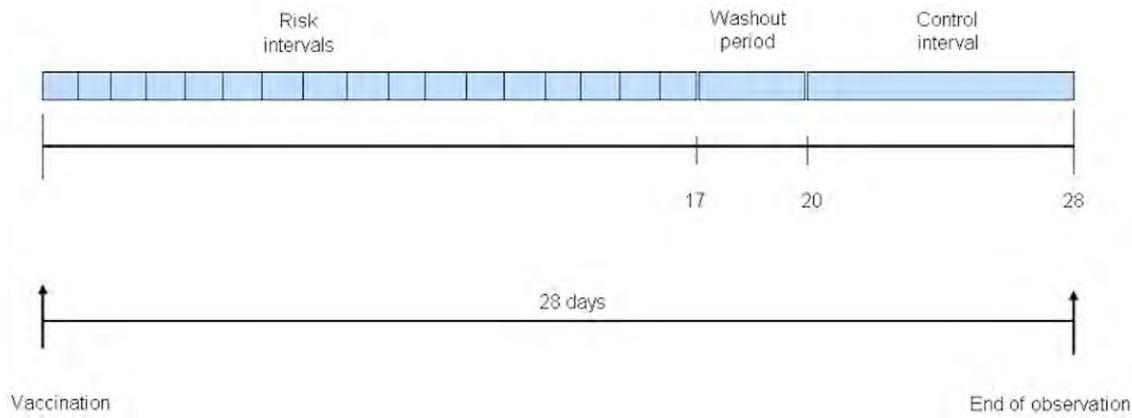 Risk
intervals
Washout
period
Control
interval
17
20
28
28 days
Vaccination
End of observation